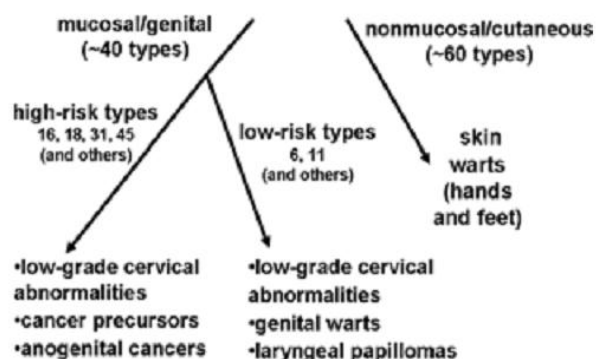 mucosal/genital
(~40 types)
nonmucosal/cutaneous
(~60 types)
high-risk types
16, 18, 31, 45
(and others)
low-risk types
6, 11
(and others)
skin
warts
(hands
and feet)
•low-grade cervical
abnormalities
•cancer precursors
•anogenital cancers
•low-grade cervical
abnormalities
•genital warts
•laryngeal papillomas